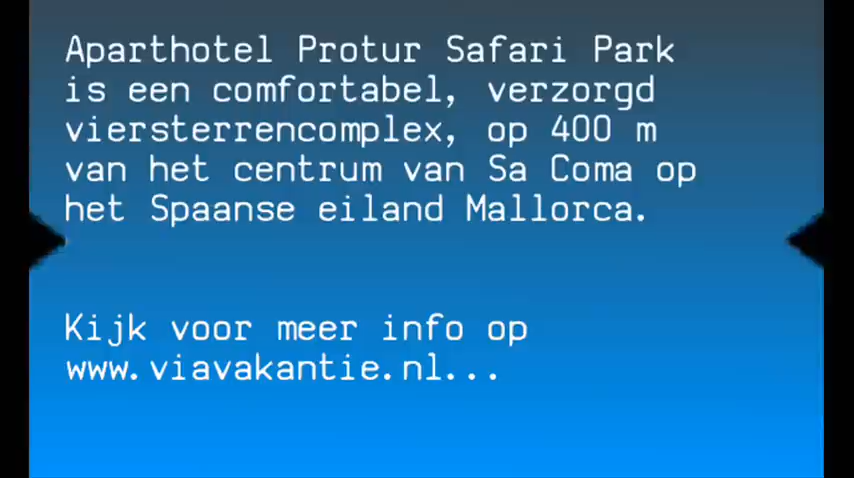 Aparthotel Protur Safari Park
is een comfortabel, verzorgd
viersterrencomplex, op 400 m
van het centrum van Sa Coma op
het Spaanse eiland Mallorca.
Kijk voor meer info op
www.viavakantie.nl...